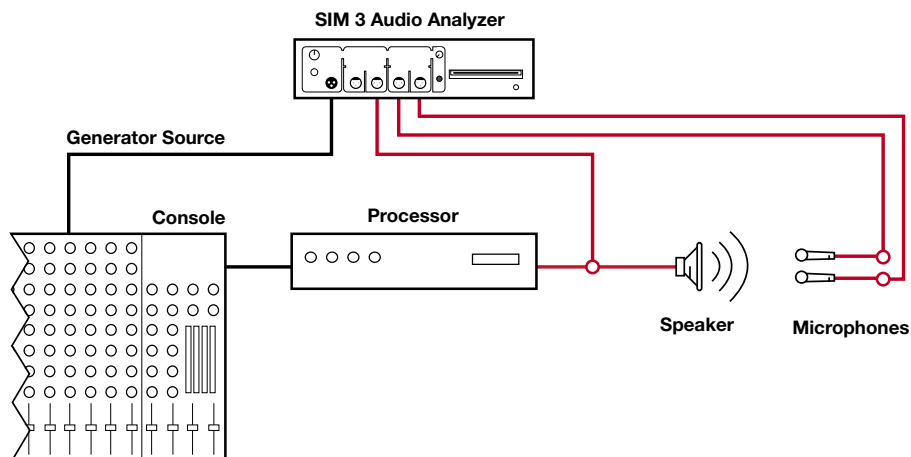 SIM 3 Audio Analyzer
Generator Source
Console
Processor
Speaker
Microphones